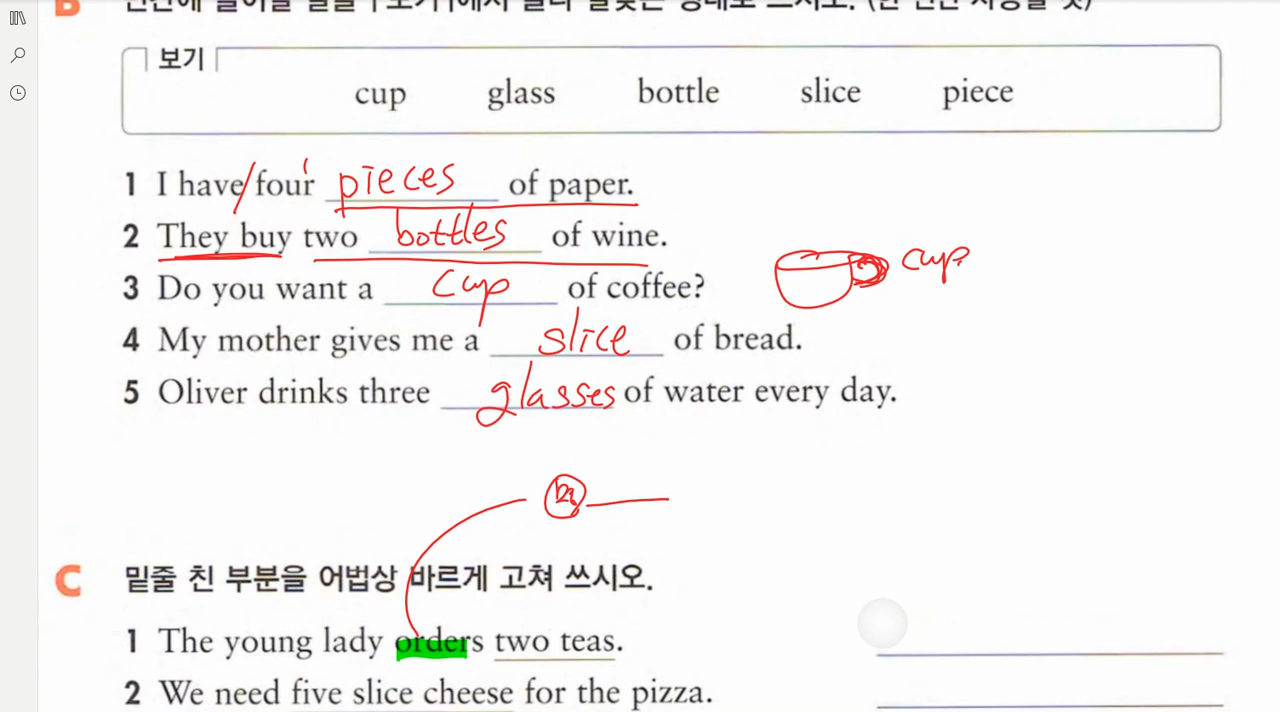 B
보기
cup glass bottle slice piece
1 I have/four pieces of paper.
2 They buy two bottles of wine.
3 Do you want a cup of coffee?
cup
4 My mother gives me a slice of bread.
5 Oliver drinks three glasses of water every day.
C 밑줄 친 부분을 어법상 바르게 고쳐 쓰시오.
1 The young lady orders two teas.
2 We need five slice cheese for the pizza.